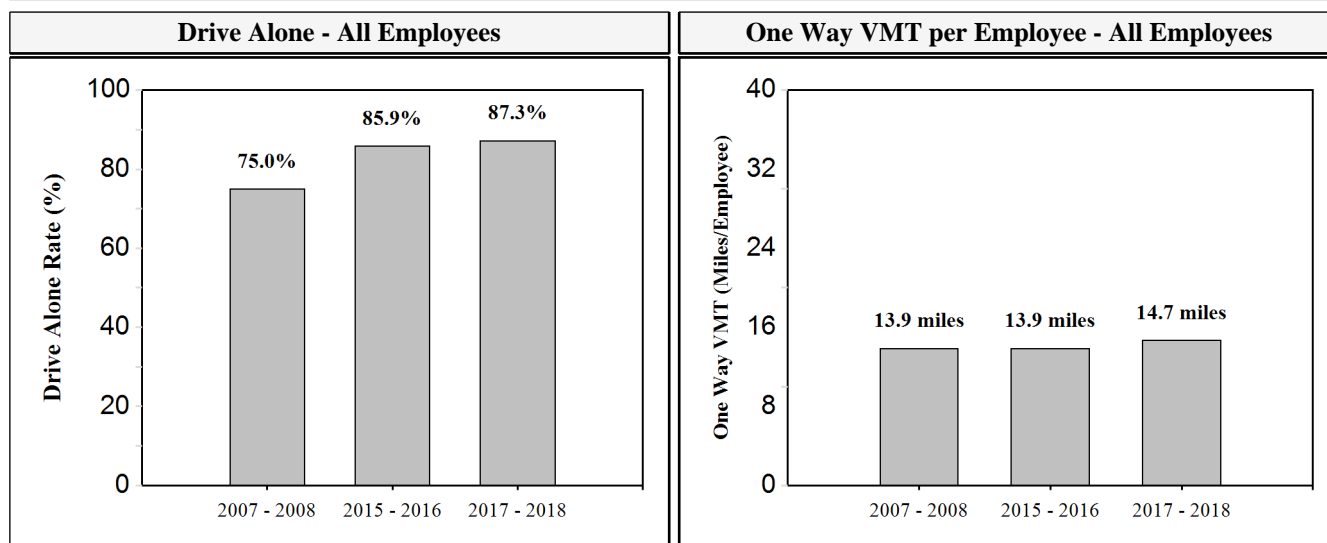 Drive Alone - All Employees
One Way VMT per Employee - All Employees
Drive Alone Rate (%)
100
80
60
40
20
0
75.0%
85.9%
87.3%
2007 - 2008
2015 - 2016
2017 - 2018
One Way VMT (Miles/Employee)
40
32
24
16
8
0
13.9 miles
13.9 miles
14.7 miles
2007 - 2008
2015 - 2016
2017 - 2018